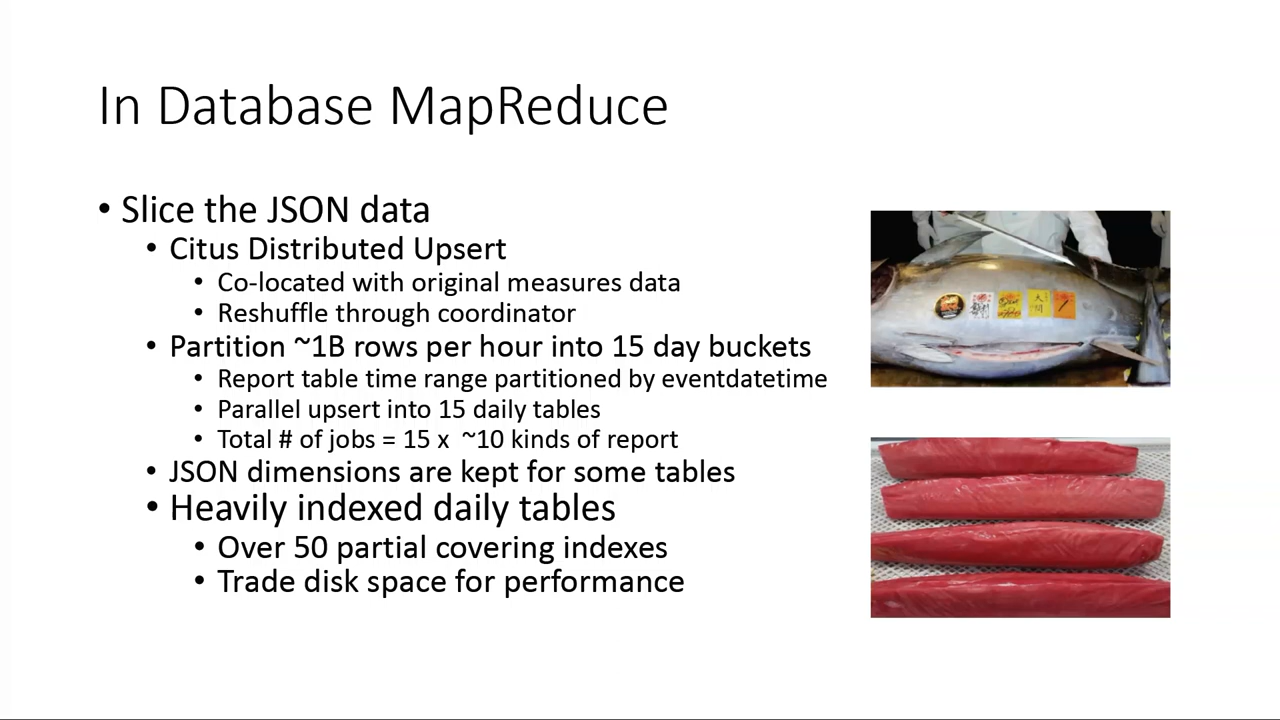 In Database MapReduce
• Slice the JSON data
• Citus Distributed Upsert
• Co-located with original measures data
• Reshuffle through coordinator
• Partition ~1B rows per hour into 15 day buckets
• Report table time range partitioned by eventdatetime
• Parallel upsert into 15 daily tables
• Total # of jobs = 15 x  ~10 kinds of report
• JSON dimensions are kept for some tables
• Heavily indexed daily tables
• Over 50 partial covering indexes
• Trade disk space for performance